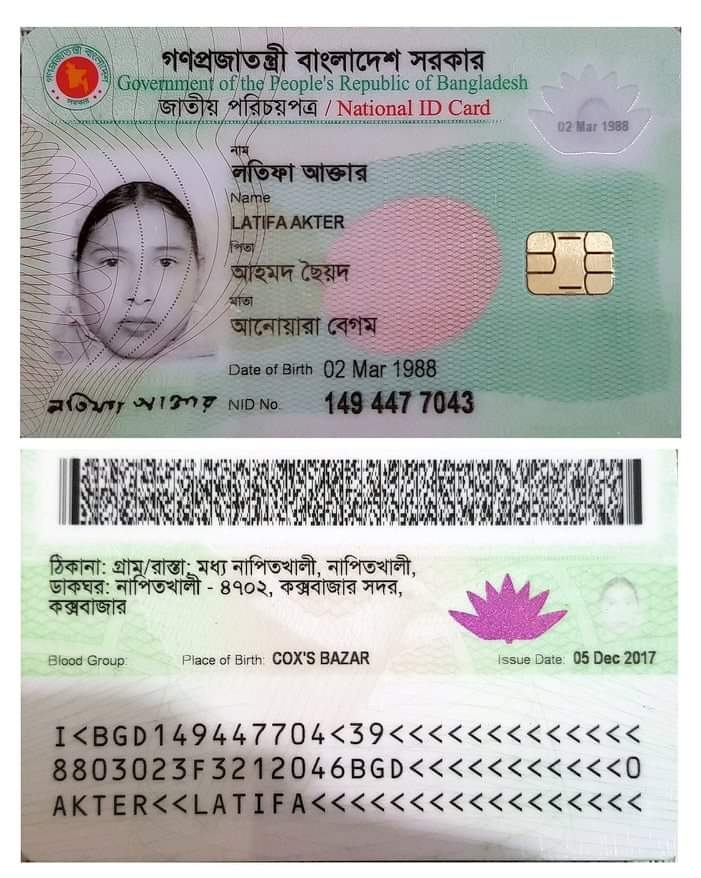 গণপ্রজাতন্ত্রী বাংলাদেশ সরকার
Government of the People's Republic of Bangladesh
জাতীয় পরিচয়পত্র / National ID Card
02 Mar 1988
নাম
লতিফা আক্তার
Name
LATIFA AKTER
পিতা
আহমদ ছৈয়দ
মাতা
আনোয়ারা বেগম
Date of Birth 02 Mar 1988
লতিফা আক্তার NID No. 149 447 7043
ঠিকানা: গ্রাম/রাস্তা: মধ্য নাপিতখালী, নাপিতখালী,
ডাকঘর: নাপিতখালী - ৪৭০২, কক্সবাজার সদর,
কক্সবাজার
Blood Group: Place of Birth: COX'S BAZAR Issue Date: 05 Dec 2017
I<BGD149447704<39<<<<<<<<<<<<<
8803023F3212046BGD<<<<<<<<<<<0
AKTER<<LATIFA<<<<<<<<<<<<<<<<<